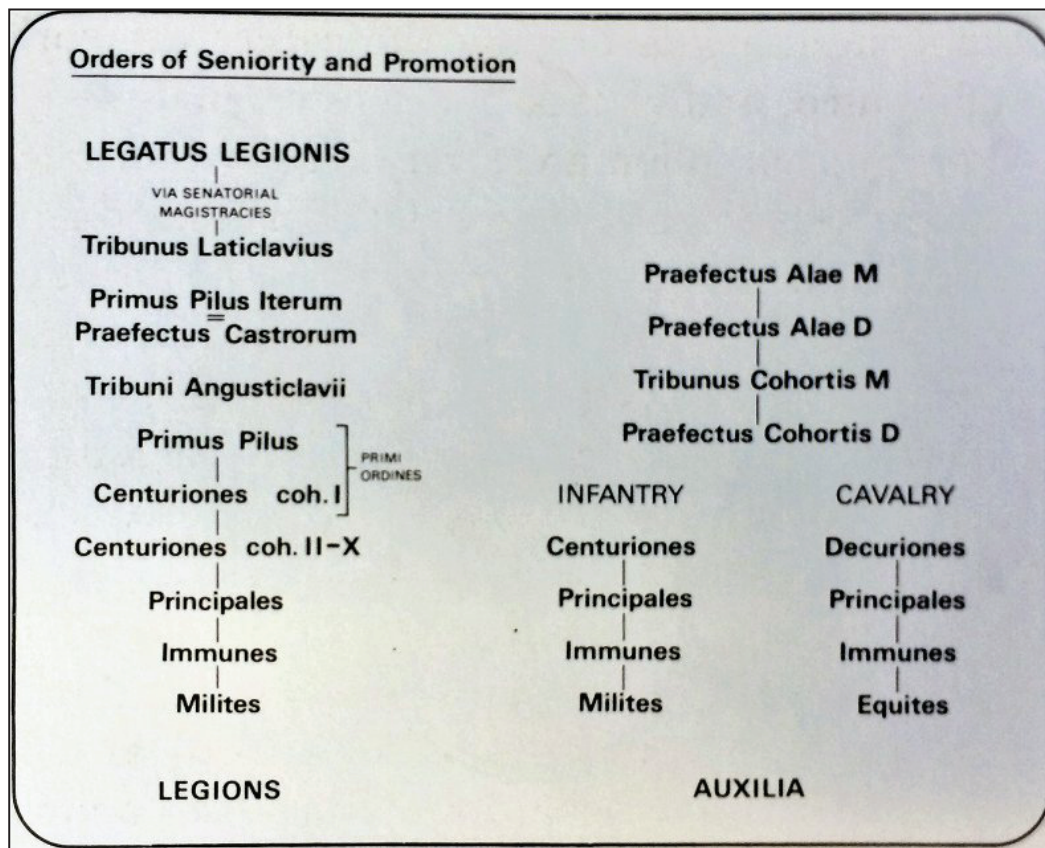 Orders of Seniority and Promotion
LEGATUS LEGIONIS
VIA SENATORIAL
MAGISTRACIES
Tribunus Laticlavius
Primus Pilus Iterum
=
Praefectus Castrorum
Tribuni Angusticlavii
Primus Pilus
PRIMI
ORDINES
Centuriones coh. I
Centuriones coh. II-X
Principales
Immunes
Milites
LEGIONS
Praefectus Alae M
Praefectus Alae D
Tribunus Cohortis M
Praefectus Cohortis D
INFANTRY
Centuriones
Principales
Immunes
Milites
CAVALRY
Decuriones
Principales
Immunes
Equites
AUXILIA